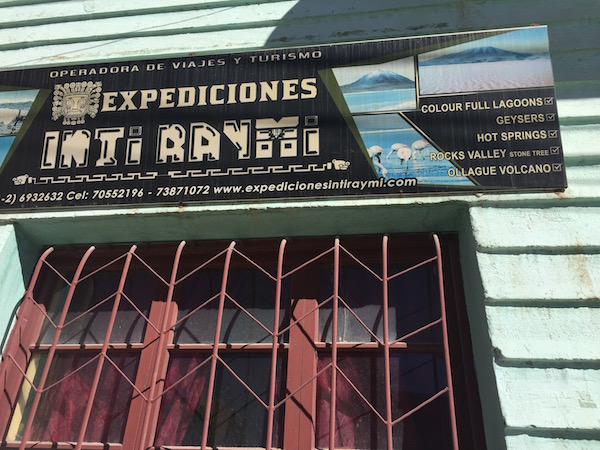 OPERADORA DE VIAJES Y TURISMO
EXPEDICIONES
INTI RAYMI
-2) 6932632 Cel: 70552196 - 73871072 www.expedicionesintiraymi.com
COLOUR FULL LAGOONS
GEYSERS
HOT SPRINGS
ROCKS VALLEY STONE TREE
OLLAGUE VOLCANO